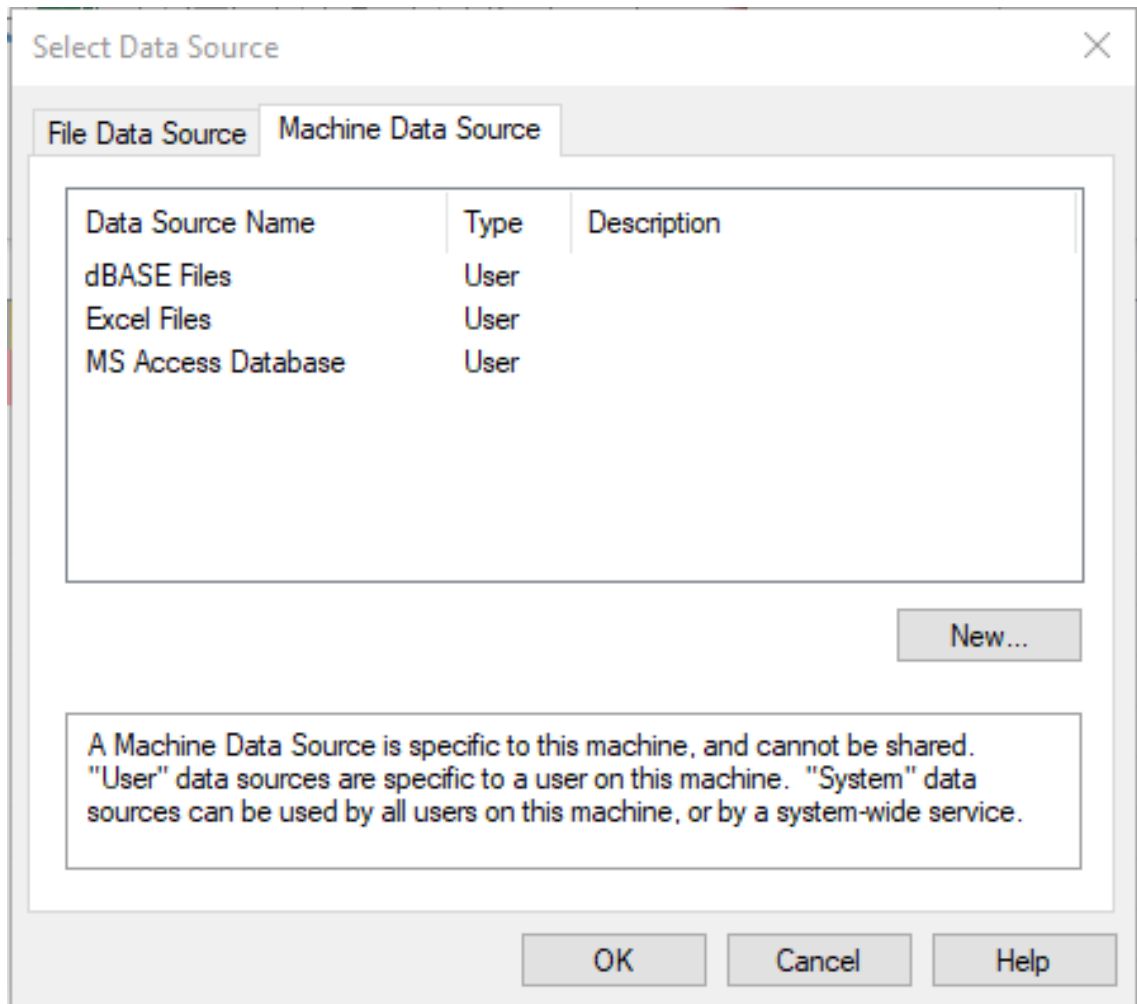 Select Data Source
File Data Source Machine Data Source
Data Source Name Type Description
dBASE Files User
Excel Files User
MS Access Database User
New...
A Machine Data Source is specific to this machine, and cannot be shared.
"User" data sources are specific to a user on this machine.  "System" data
sources can be used by all users on this machine, or by a system-wide service.
OK Cancel Help